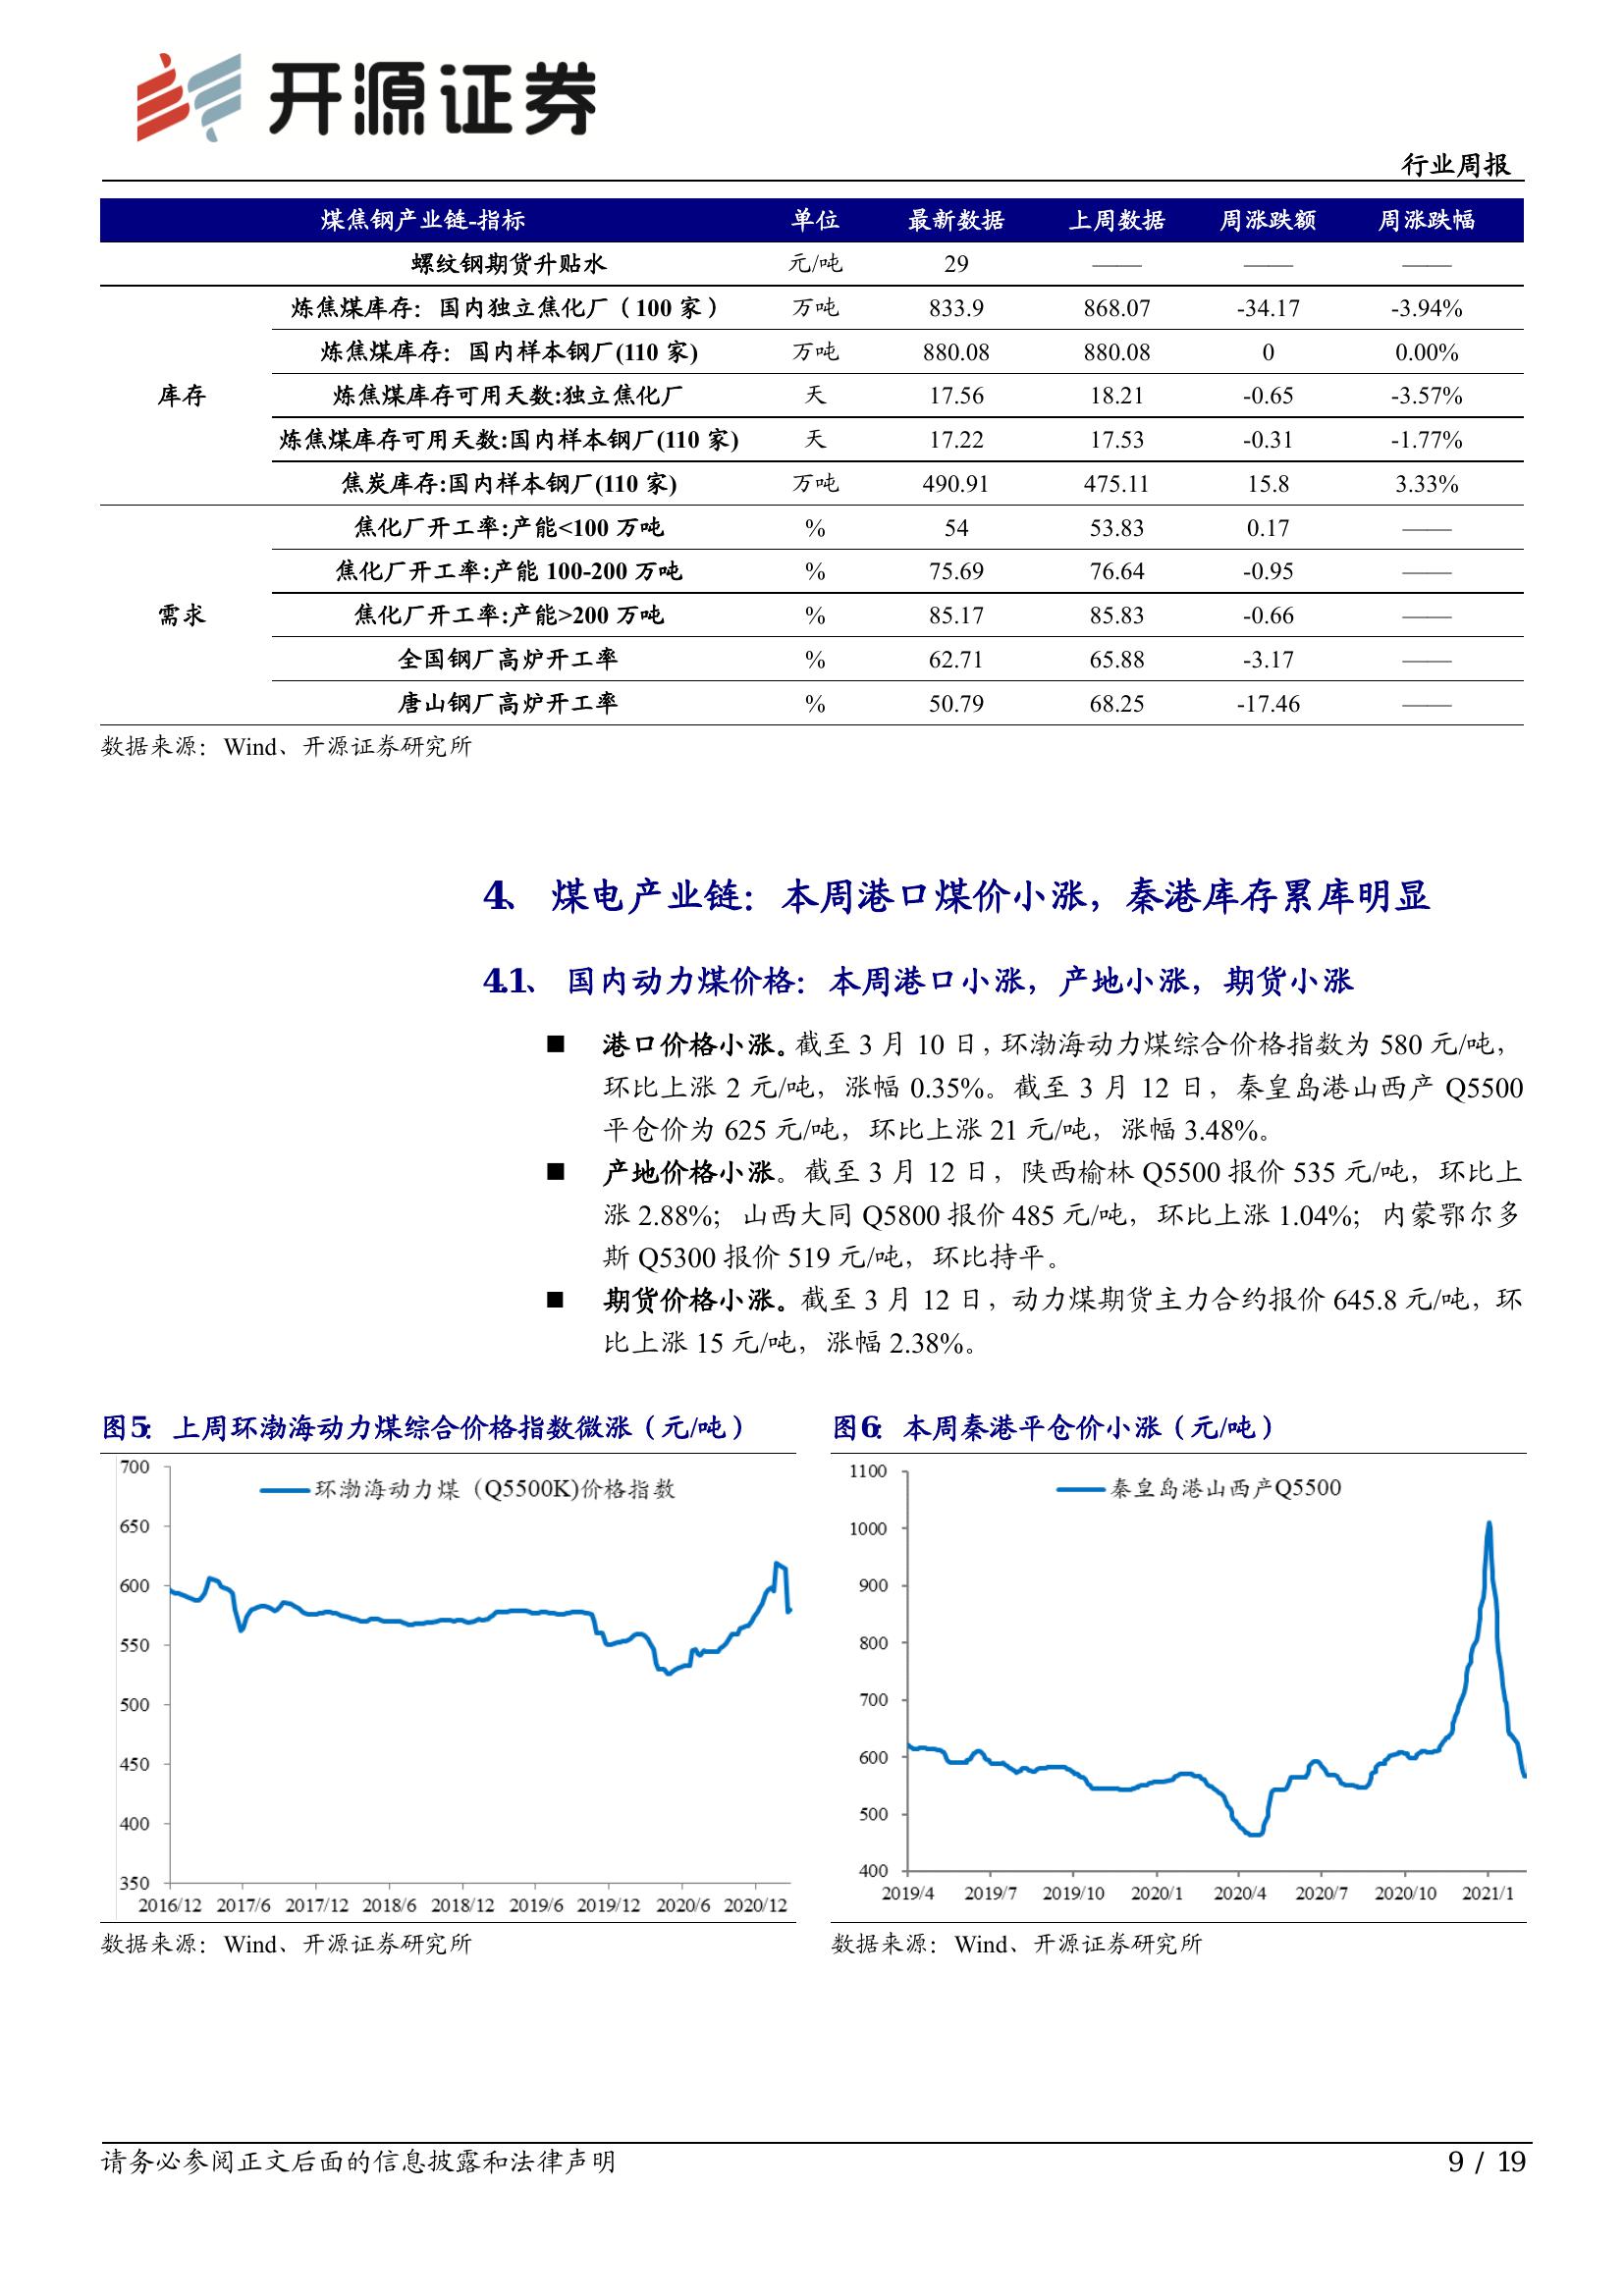 开源证券
行业周报
煤焦钢产业链-指标 单位 最新数据 上周数据 周涨跌额 周涨跌幅
螺纹钢期货升贴水 元/吨 29 —— —— ——
库存
炼焦煤库存：国内独立焦化厂（100 家） 万吨 833.9 868.07 -34.17 -3.94%
炼焦煤库存：国内样本钢厂(110 家) 万吨 880.08 880.08 0 0.00%
炼焦煤库存可用天数:独立焦化厂 天 17.56 18.21 -0.65 -3.57%
炼焦煤库存可用天数:国内样本钢厂(110 家) 天 17.22 17.53 -0.31 -1.77%
焦炭库存:国内样本钢厂(110 家) 万吨 490.91 475.11 15.8 3.33%
需求
焦化厂开工率:产能<100 万吨 % 54 53.83 0.17 ——
焦化厂开工率:产能 100-200 万吨 % 75.69 76.64 -0.95 ——
焦化厂开工率:产能>200 万吨 % 85.17 85.83 -0.66 ——
全国钢厂高炉开工率 % 62.71 65.88 -3.17 ——
唐山钢厂高炉开工率 % 50.79 68.25 -17.46 ——
数据来源：Wind、开源证券研究所
4、 煤电产业链：本周港口煤价小涨，秦港库存累库明显
4.1、 国内动力煤价格：本周港口小涨，产地小涨，期货小涨
■ 港口价格小涨。截至 3 月 10 日，环渤海动力煤综合价格指数为 580 元/吨，
环比上涨 2 元/吨，涨幅 0.35%。截至 3 月 12 日，秦皇岛港山西产 Q5500
平仓价为 625 元/吨，环比上涨 21 元/吨，涨幅 3.48%。
■ 产地价格小涨。截至 3 月 12 日，陕西榆林 Q5500 报价 535 元/吨，环比上
涨 2.88%；山西大同 Q5800 报价 485 元/吨，环比上涨 1.04%；内蒙鄂尔多
斯 Q5300 报价 519 元/吨，环比持平。
■ 期货价格小涨。截至 3 月 12 日，动力煤期货主力合约报价 645.8 元/吨，环
比上涨 15 元/吨，涨幅 2.38%。
图5： 上周环渤海动力煤综合价格指数微涨（元/吨）
环渤海动力煤（Q5500K)价格指数
700
650
600
550
500
450
400
350
2016/12 2017/6 2017/12 2018/6 2018/12 2019/6 2019/12 2020/6 2020/12
数据来源：Wind、开源证券研究所
图6： 本周秦港平仓价小涨（元/吨）
秦皇岛港山西产Q5500
1100
1000
900
800
700
600
500
400
2019/4 2019/7 2019/10 2020/1 2020/4 2020/7 2020/10 2021/1
数据来源：Wind、开源证券研究所
请务必参阅正文后面的信息披露和法律声明
9 / 19